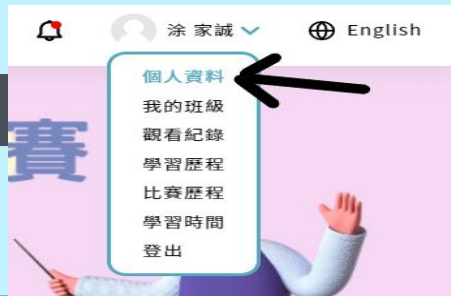 涂 家誠 English
個人資料
我的班級
觀看紀錄
學習歷程
比賽歷程
學習時間
登出
賽